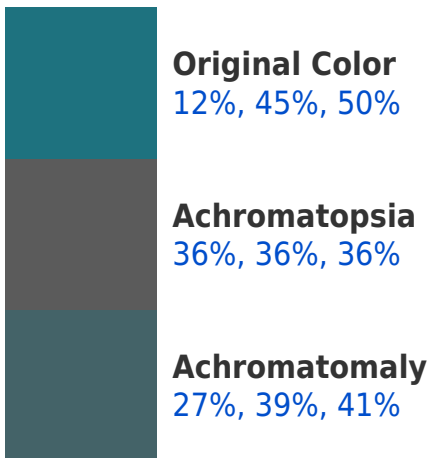 Original Color
12%, 45%, 50%
Achromatopsia
36%, 36%, 36%
Achromatomaly
27%, 39%, 41%